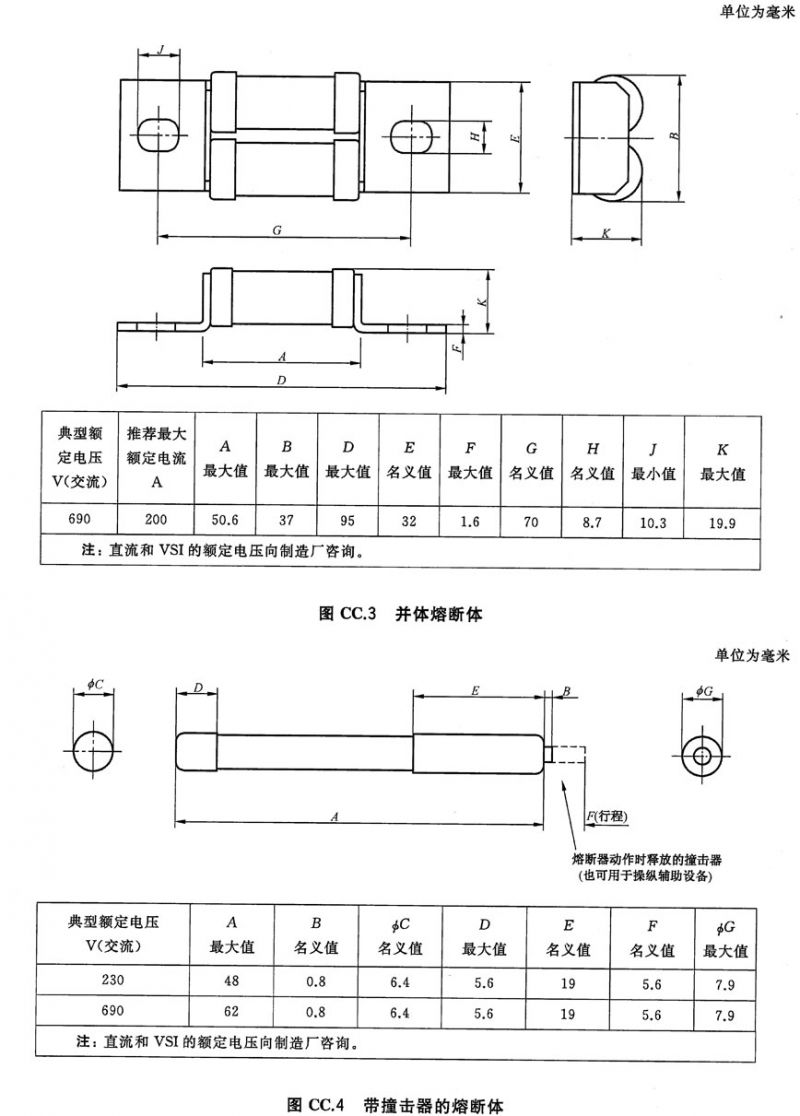 单位为毫米
J
H
E
B
G
K
K
F
A
D
典型额定电压 V(交流) 推荐最大额定电流 A A 最大值 B 最大值 D 最大值 E 名义值 F 最大值 G 名义值 H 名义值 J 最小值 K 最大值
690 200 50.6 37 95 32 1.6 70 8.7 10.3 19.9
注：直流和 VSI 的额定电压向制造厂咨询。
图 CC.3 并体熔断体
单位为毫米
ϕC
D
E
B
ϕG
A
F(行程)
熔断器动作时释放的撞击器
(也可用于操纵辅助设备)
典型额定电压 V(交流) A 最大值 B 名义值 ϕC 名义值 D 最大值 E 名义值 F 名义值 ϕG 最大值
230 48 0.8 6.4 5.6 19 5.6 7.9
690 62 0.8 6.4 5.6 19 5.6 7.9
注：直流和 VSI 的额定电压向制造厂咨询。
图 CC.4 带撞击器的熔断体